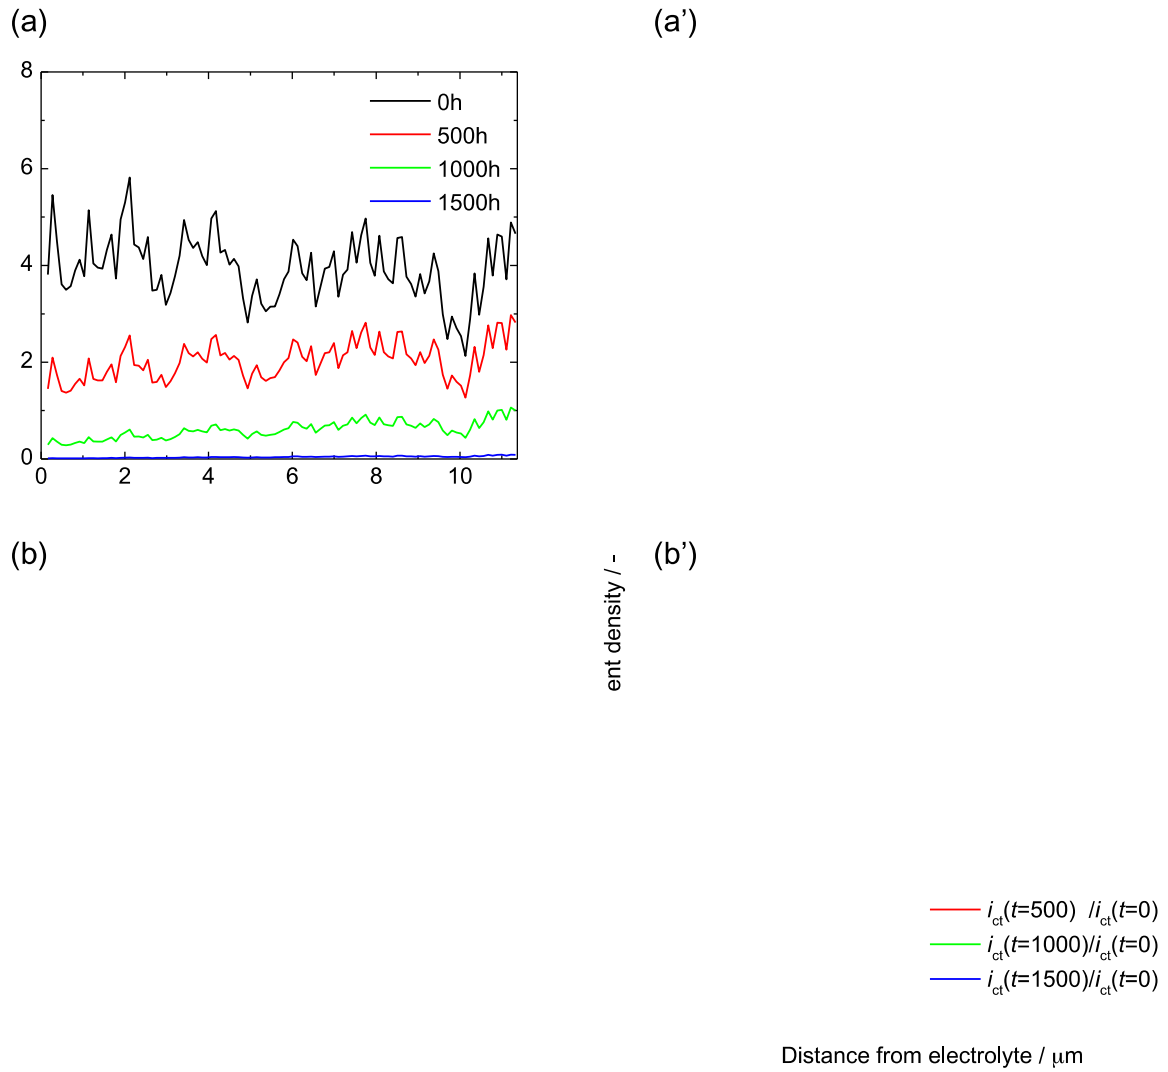 (a)
(a’)
8
6
4
2
0
0 2 4 6 8 10
0h
500h
1000h
1500h
(b)
(b’)
ent density / -
ict(t=500) /ict(t=0)
ict(t=1000)/ict(t=0)
ict(t=1500)/ict(t=0)
Distance from electrolyte / μm